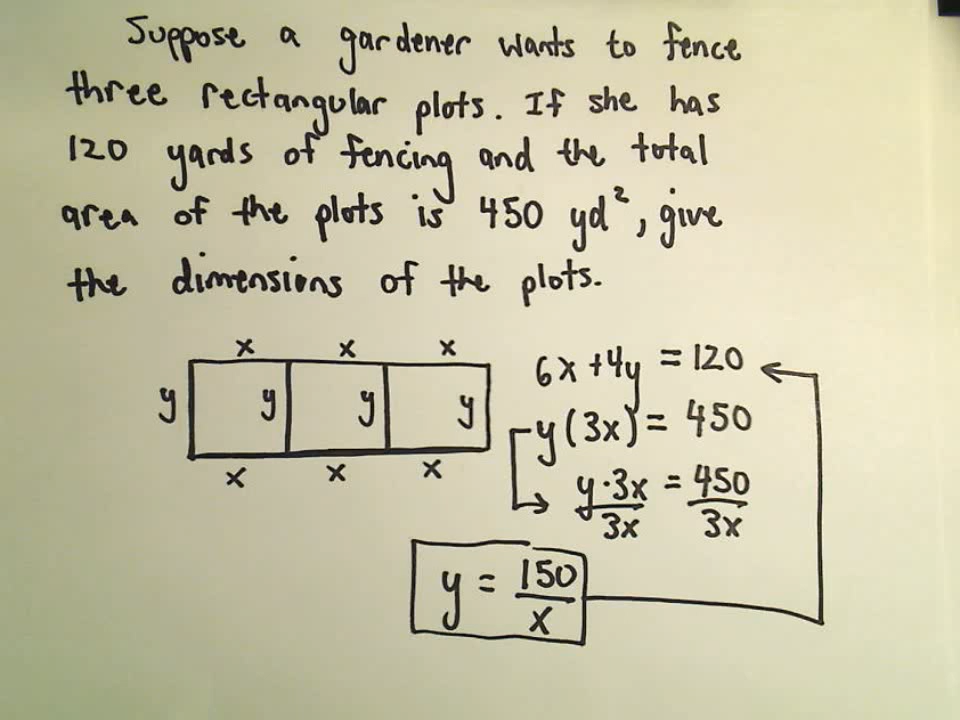 Suppose a gardener wants to fence
three rectangular plots. If she has
120 yards of fencing and the total
area of the plots is 450 yd², give
the dimensions of the plots.
x x x
y y y y
x x x
6x + 4y = 120
y(3x) = 450
y·3x/3x = 450/3x
y = 150/x